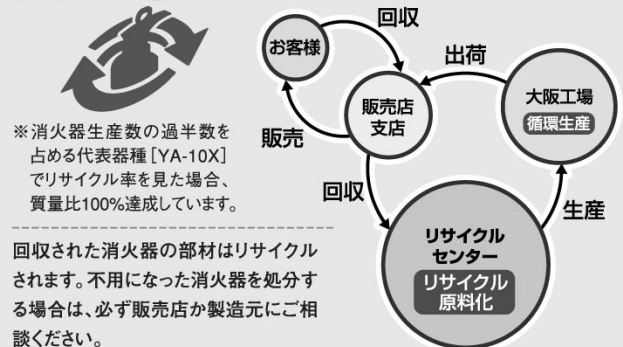 ※消火器生産数の過半数を
占める代表器種［YA-10X］
でリサイクル率を見た場合、
質量比100%達成しています。
回収された消火器の部材はリサイクル
されます。不用になった消火器を処分す
る場合は、必ず販売店か製造元にご相
談ください。
回収
お客様
出荷
販売店
支店
大阪工場
循環生産
販売
回収
生産
リサイクル
センター
リサイクル
原料化